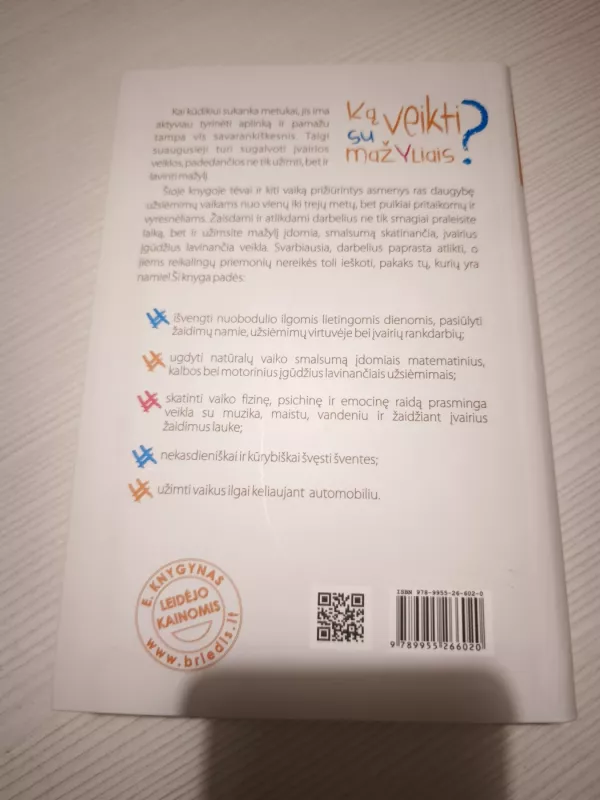 Kai kūdikiui sukanka metukai, jis ima
aktyviau tyrinėti aplinką ir pamažu
tampa vis savarankiškesnis. Taigi
suaugusieji turi sugalvoti įvairios
veiklos, padedančios ne tik užimti, bet ir
lavinti mažylį.
Ką veikti
su
mažyliais?
Šioje knygoje tėvai ir kiti vaiką prižiūrintys asmenys ras daugybę
užsiėmimų vaikams nuo vienų iki trejų metų, bet puikiai pritaikomų ir
vyresnėliams. Žaisdami ir atlikdami darbelius ne tik smagiai praleisite
laiką, bet ir užimsite mažylį įdomia, smalsumą skatinančia, įvairius
įgūdžius lavinančia veikla. Svarbiausia, darbelius paprasta atlikti, o
jiems reikalingų priemonių nereikės toli ieškoti, pakaks tų, kurių yra
namie! Ši knyga padės:
išvengti nuobodulio ilgomis lietingomis dienomis, pasiūlyti
žaidimų namie, užsiėmimų virtuvėje bei įvairių rankdarbių;
ugdyti natūralų vaiko smalsumą įdomiais matematinius,
kalbos bei motorinius įgūdžius lavinančiais užsiėmimais;
skatinti vaiko fizinę, psichinę ir emocinę raidą prasminga
veikla su muzika, maistu, vandeniu ir žaidžiant įvairius
žaidimus lauke;
nekasdieniškai ir kūrybiškai švęsti šventes;
užimti vaikus ilgai keliaujant automobiliu.
E. KNYGYNAS
LEIDĖJO
KAINOMIS
www.briedis.lt
ISBN 978-9955-26-602-0
9 789955 266020